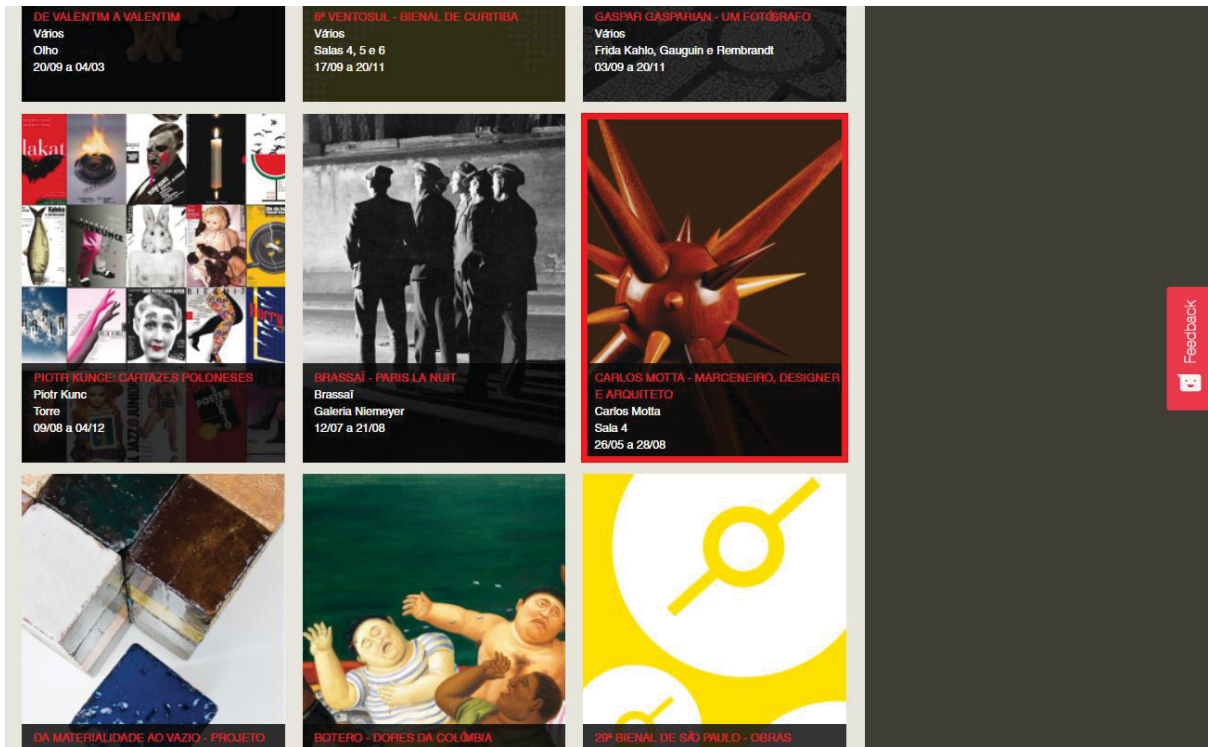 DE VALENTIM A VALENTIM
Vários
Olho
20/09 a 04/03
6ª VENTOSUL - BIENAL DE CURITIBA
Vários
Salas 4, 5 e 6
17/09 a 20/11
GASPAR GASPARIAN - UM FOTÓGRAFO
Vários
Frida Kahlo, Gauguin e Rembrandt
03/09 a 20/11
lakat
PIOTR KUNCE: CARTAZES POLONESES
Piotr Kunc
Torre
09/08 a 04/12
BRASSAÏ - PARIS LA NUIT
Brassaï
Galeria Niemeyer
12/07 a 21/08
CARLOS MOTTA - MARCENEIRO, DESIGNER
E ARQUITETO
Carlos Motta
Sala 4
26/05 a 28/08
DA MATERIALIDADE AO VAZIO - PROJETO
BOTERO - DORES DA COLÔMBIA
29ª BIENAL DE SÃO PAULO - OBRAS
Feedback